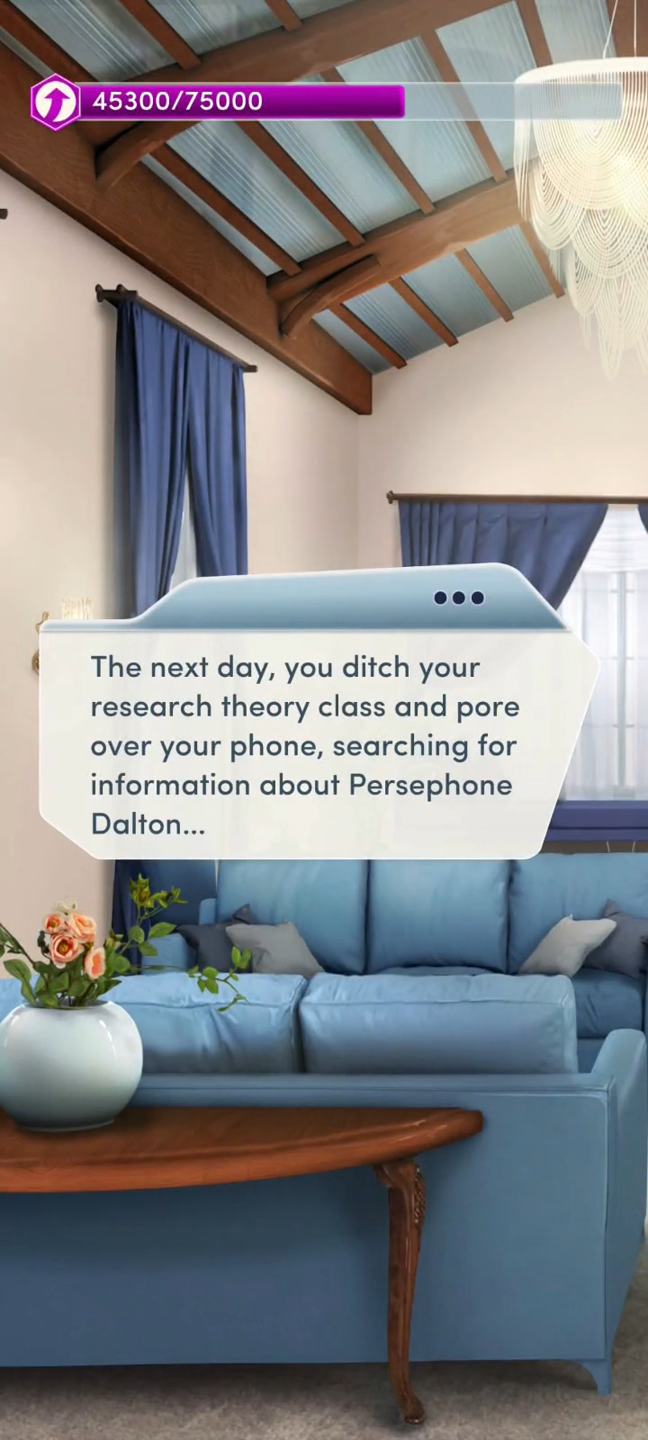 45300/75000
The next day, you ditch your
research theory class and pore
over your phone, searching for
information about Persephone
Dalton...